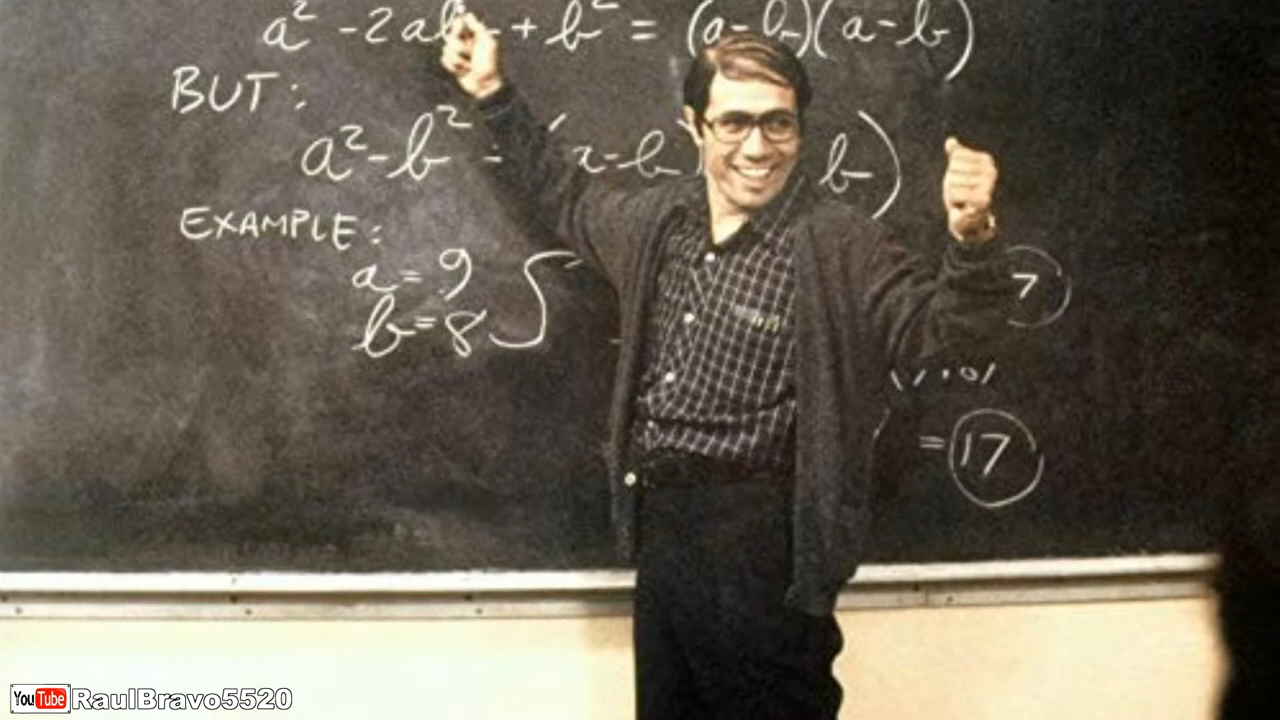 a² - 2ab + b² = (a-b)(a-b)
BUT:
a² - b² = (a-b) b)
EXAMPLE:
a = 9
b = 8
7
= 17
YouTube RaulBravo5520